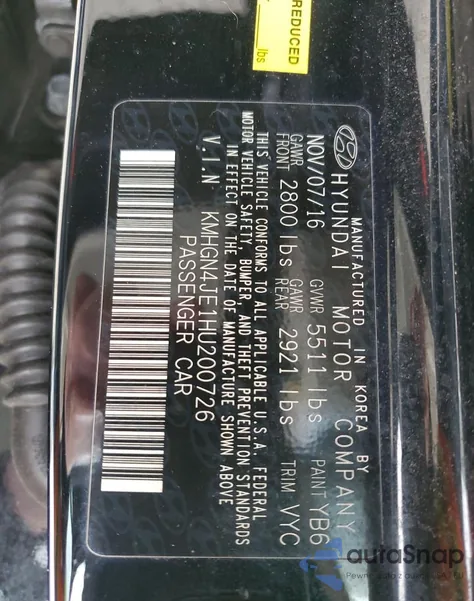 REDUCED
lbs
MANUFACTURED IN KOREA BY
HYUNDAI MOTOR COMPANY
NOV/07/16 GVWR 5511 lbs PAINT YB6
GAWR FRONT 2800 lbs GAWR REAR 2921 lbs TRIM VYC
THIS VEHICLE CONFORMS TO ALL APPLICABLE U.S.A. FEDERAL
MOTOR VEHICLE SAFETY, BUMPER, AND THEFT PREVENTION STANDARDS
IN EFFECT ON THE DATE OF MANUFACTURE SHOWN ABOVE
V.I.N KMHGN4JE1HU200726
PASSENGER CAR
autoSnap